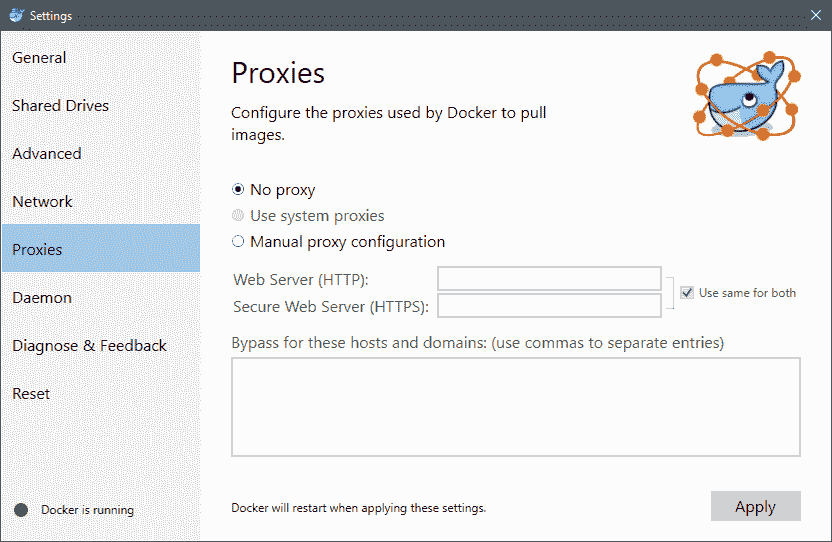 Settings
General
Shared Drives
Advanced
Network
Proxies
Daemon
Diagnose & Feedback
Reset
Docker is running
Proxies
Configure the proxies used by Docker to pull
images.
No proxy
Use system proxies
Manual proxy configuration
Web Server (HTTP):
Secure Web Server (HTTPS):
Use same for both
Bypass for these hosts and domains: (use commas to separate entries)
Docker will restart when applying these settings.
Apply